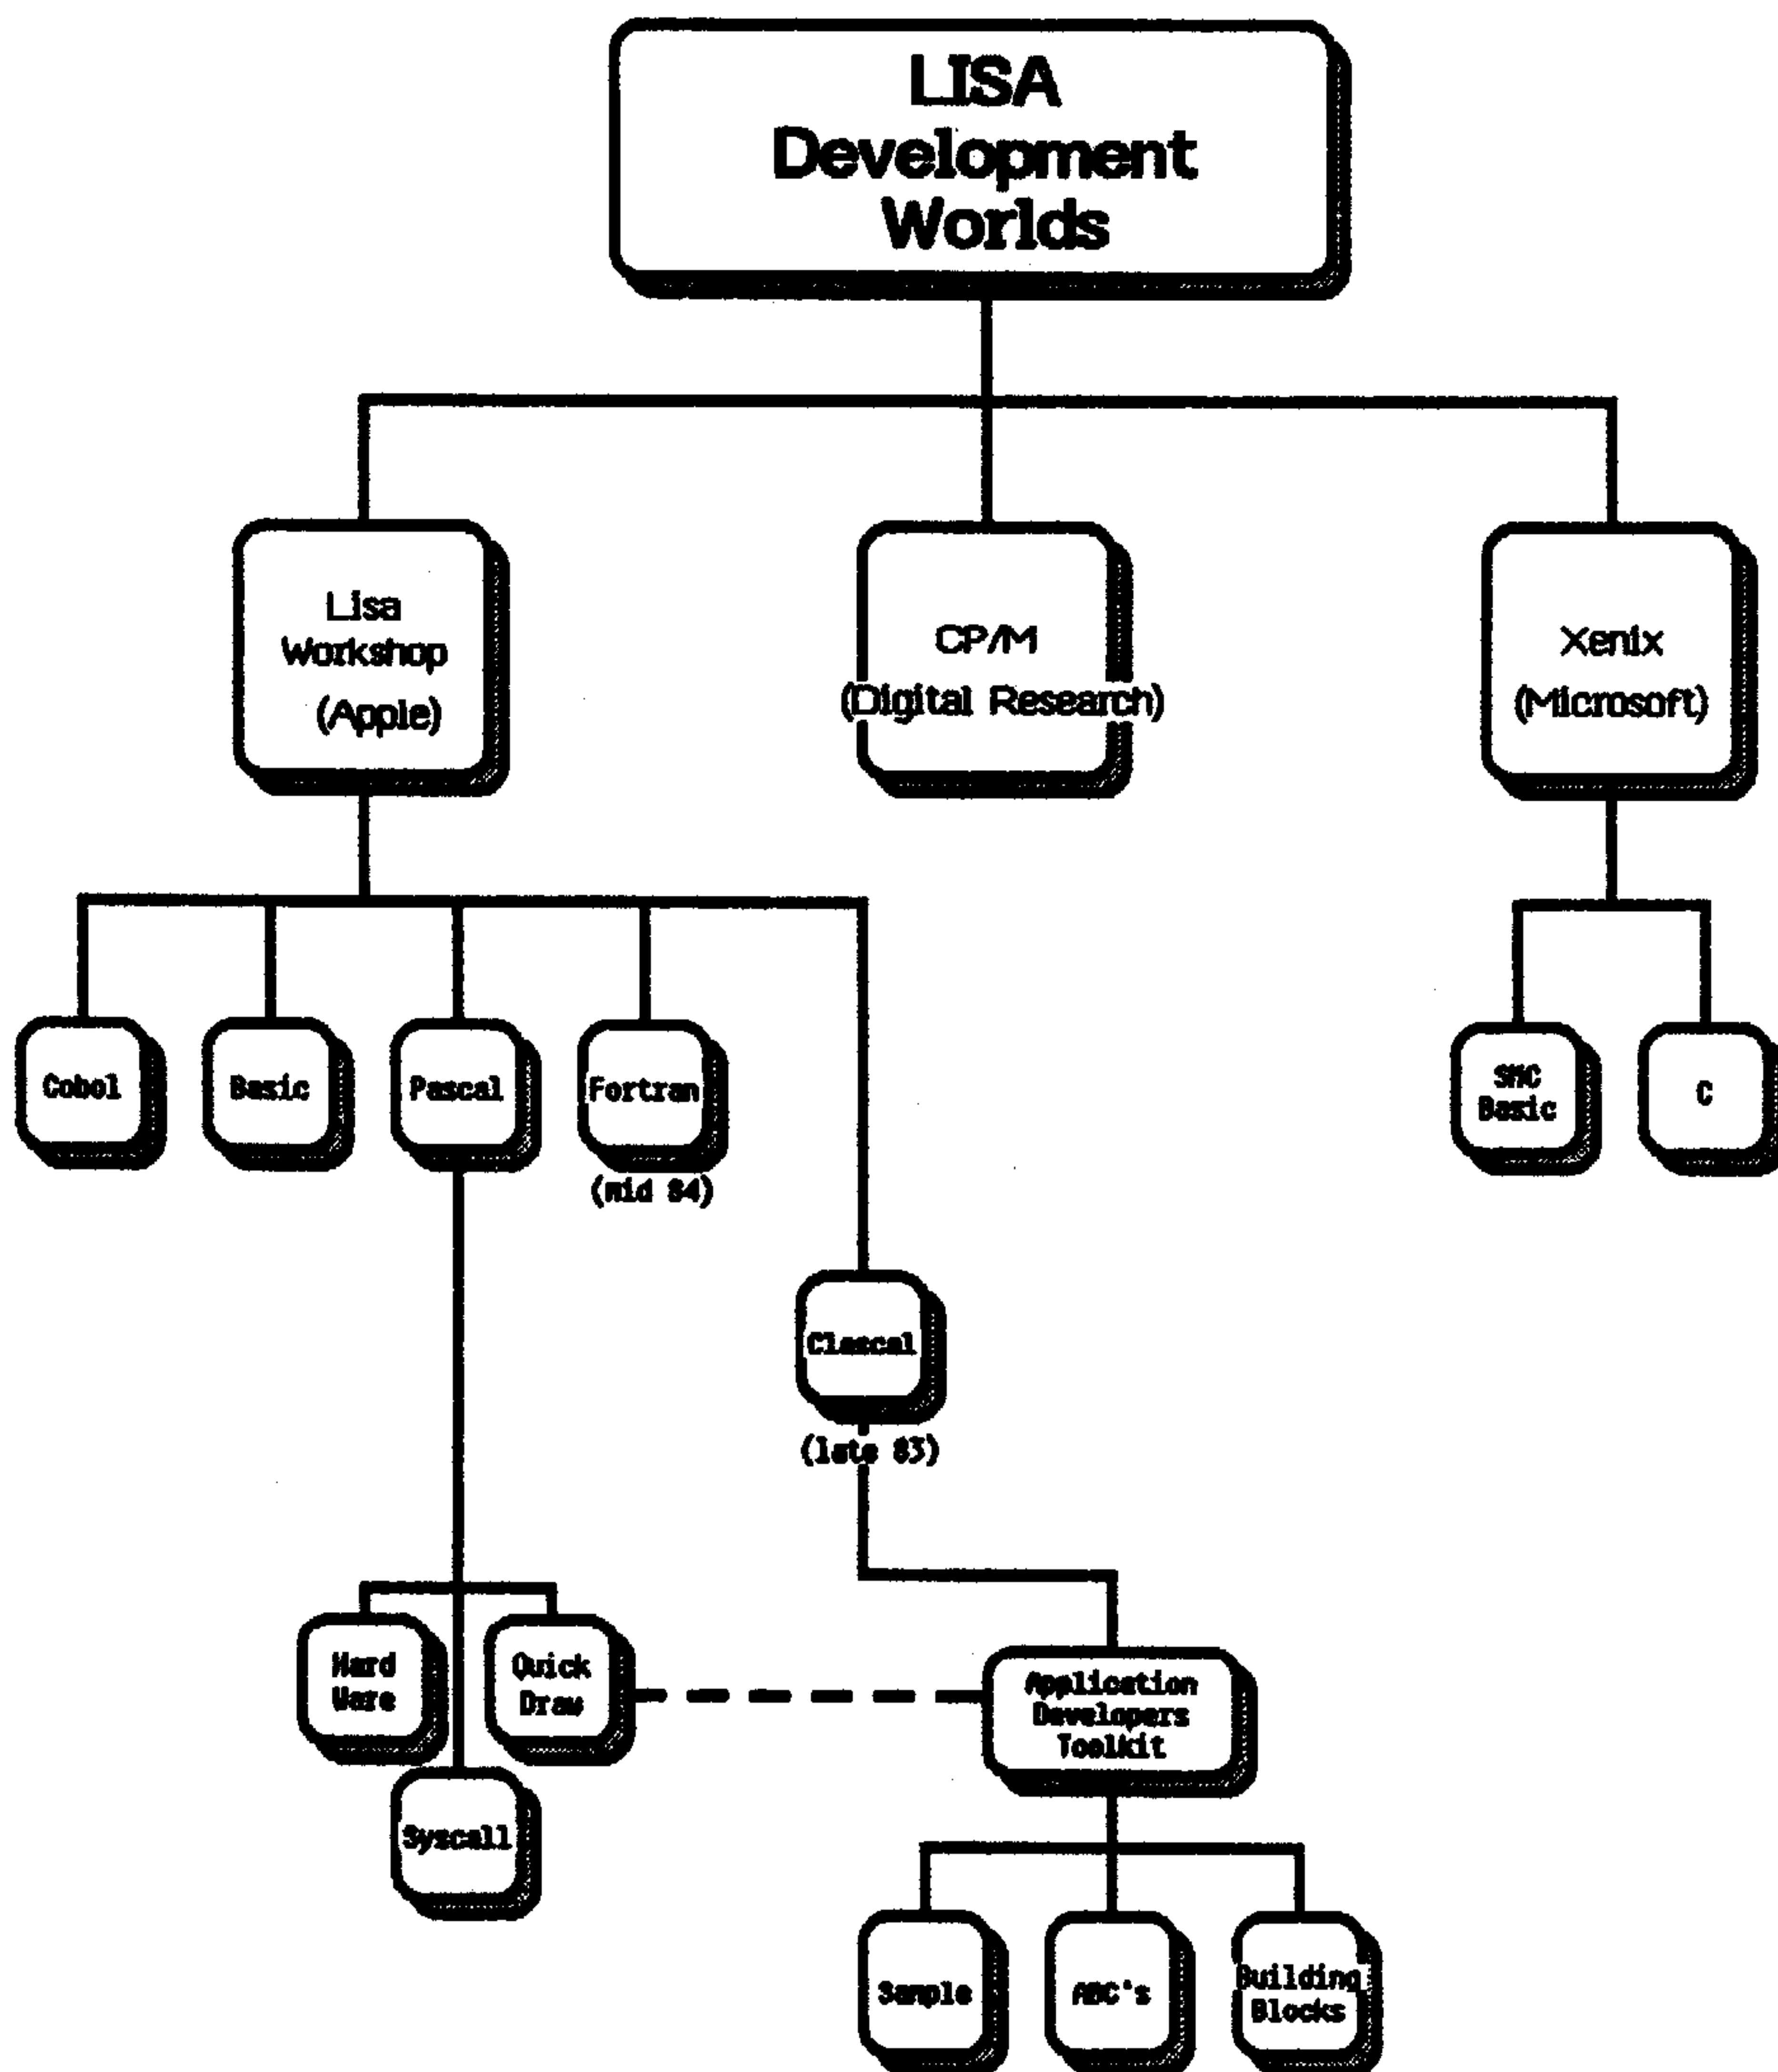 LISA
Development
Worlds
Lisa
Workshop
(Apple)
CP/M
(Digital Research)
Xenix
(Microsoft)
Cobol
Basic
Pascal
Fortran
(mid 84)
SMC
Basic
C
Clascal
(late 83)
Hard
Ware
Quick
Draw
Syscall
Application
Developers
Toolkit
Sample
ABC's
Building
Blocks